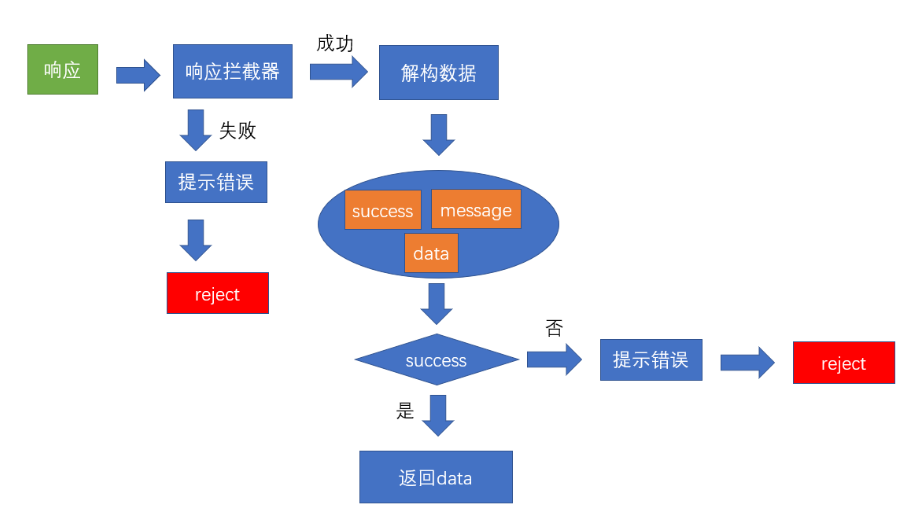 响应
响应拦截器
成功
解构数据
失败
提示错误
reject
success
message
data
success
否
提示错误
reject
是
返回data